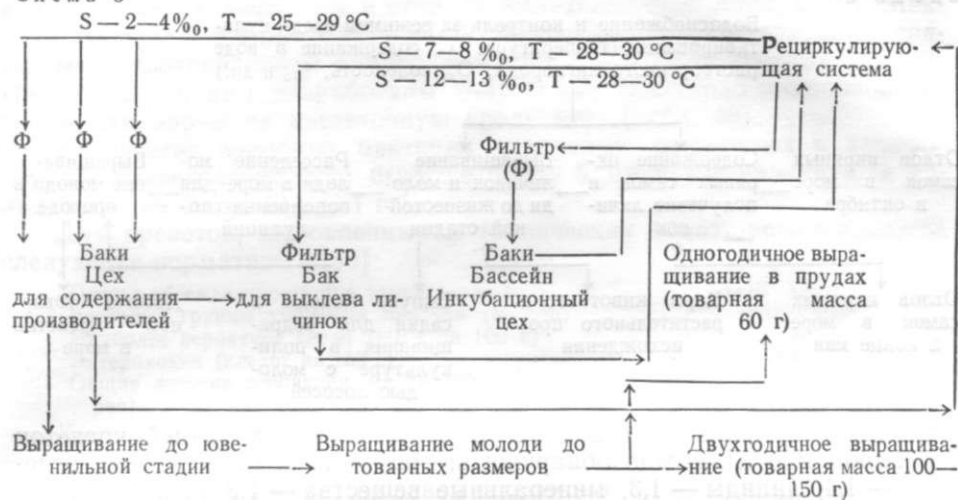 S — 2—4‰, T — 25—29 °C
S — 7—8 ‰, T — 28—30 °C
S — 12—13 ‰, T — 28—30 °C
Рециркулирую-
щая система
Ф Ф Ф
Фильтр
(Ф)
Баки
Цех
для содержания
производителей
Фильтр
Бак
для выклева ли-
чинок
Баки
Бассейн
Инкубационный
цех
Одногодичное выра-
щивание в прудах
(товарная масса
60 г)
Выращивание до юве-
нильной стадии
Выращивание молоди до
товарных размеров
Двухгодичное выращива-
ние (товарная масса 100—
150 г)